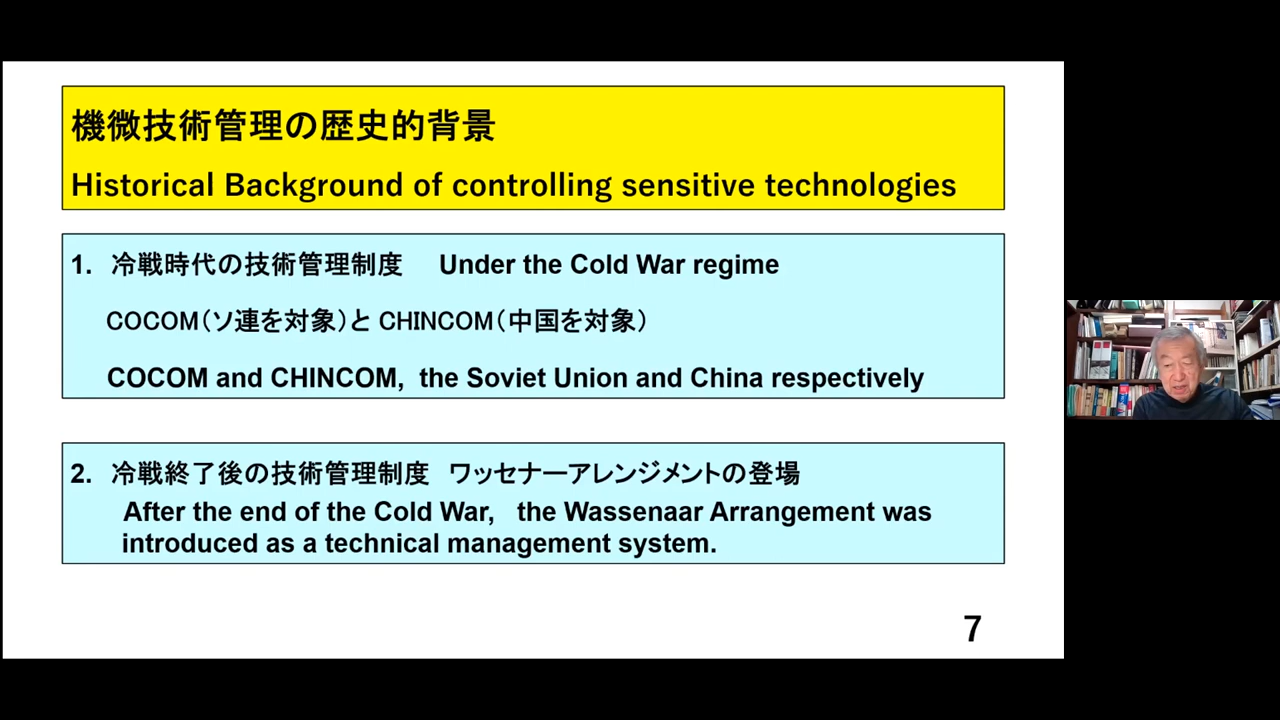 機微技術管理の歴史的背景
Historical Background of controlling sensitive technologies
1. 冷戦時代の技術管理制度 Under the Cold War regime
COCOM（ソ連を対象）と CHINCOM（中国を対象）
COCOM and CHINCOM, the Soviet Union and China respectively
2. 冷戦終了後の技術管理制度 ワッセナーアレンジメントの登場
After the end of the Cold War, the Wassenaar Arrangement was
introduced as a technical management system.
7